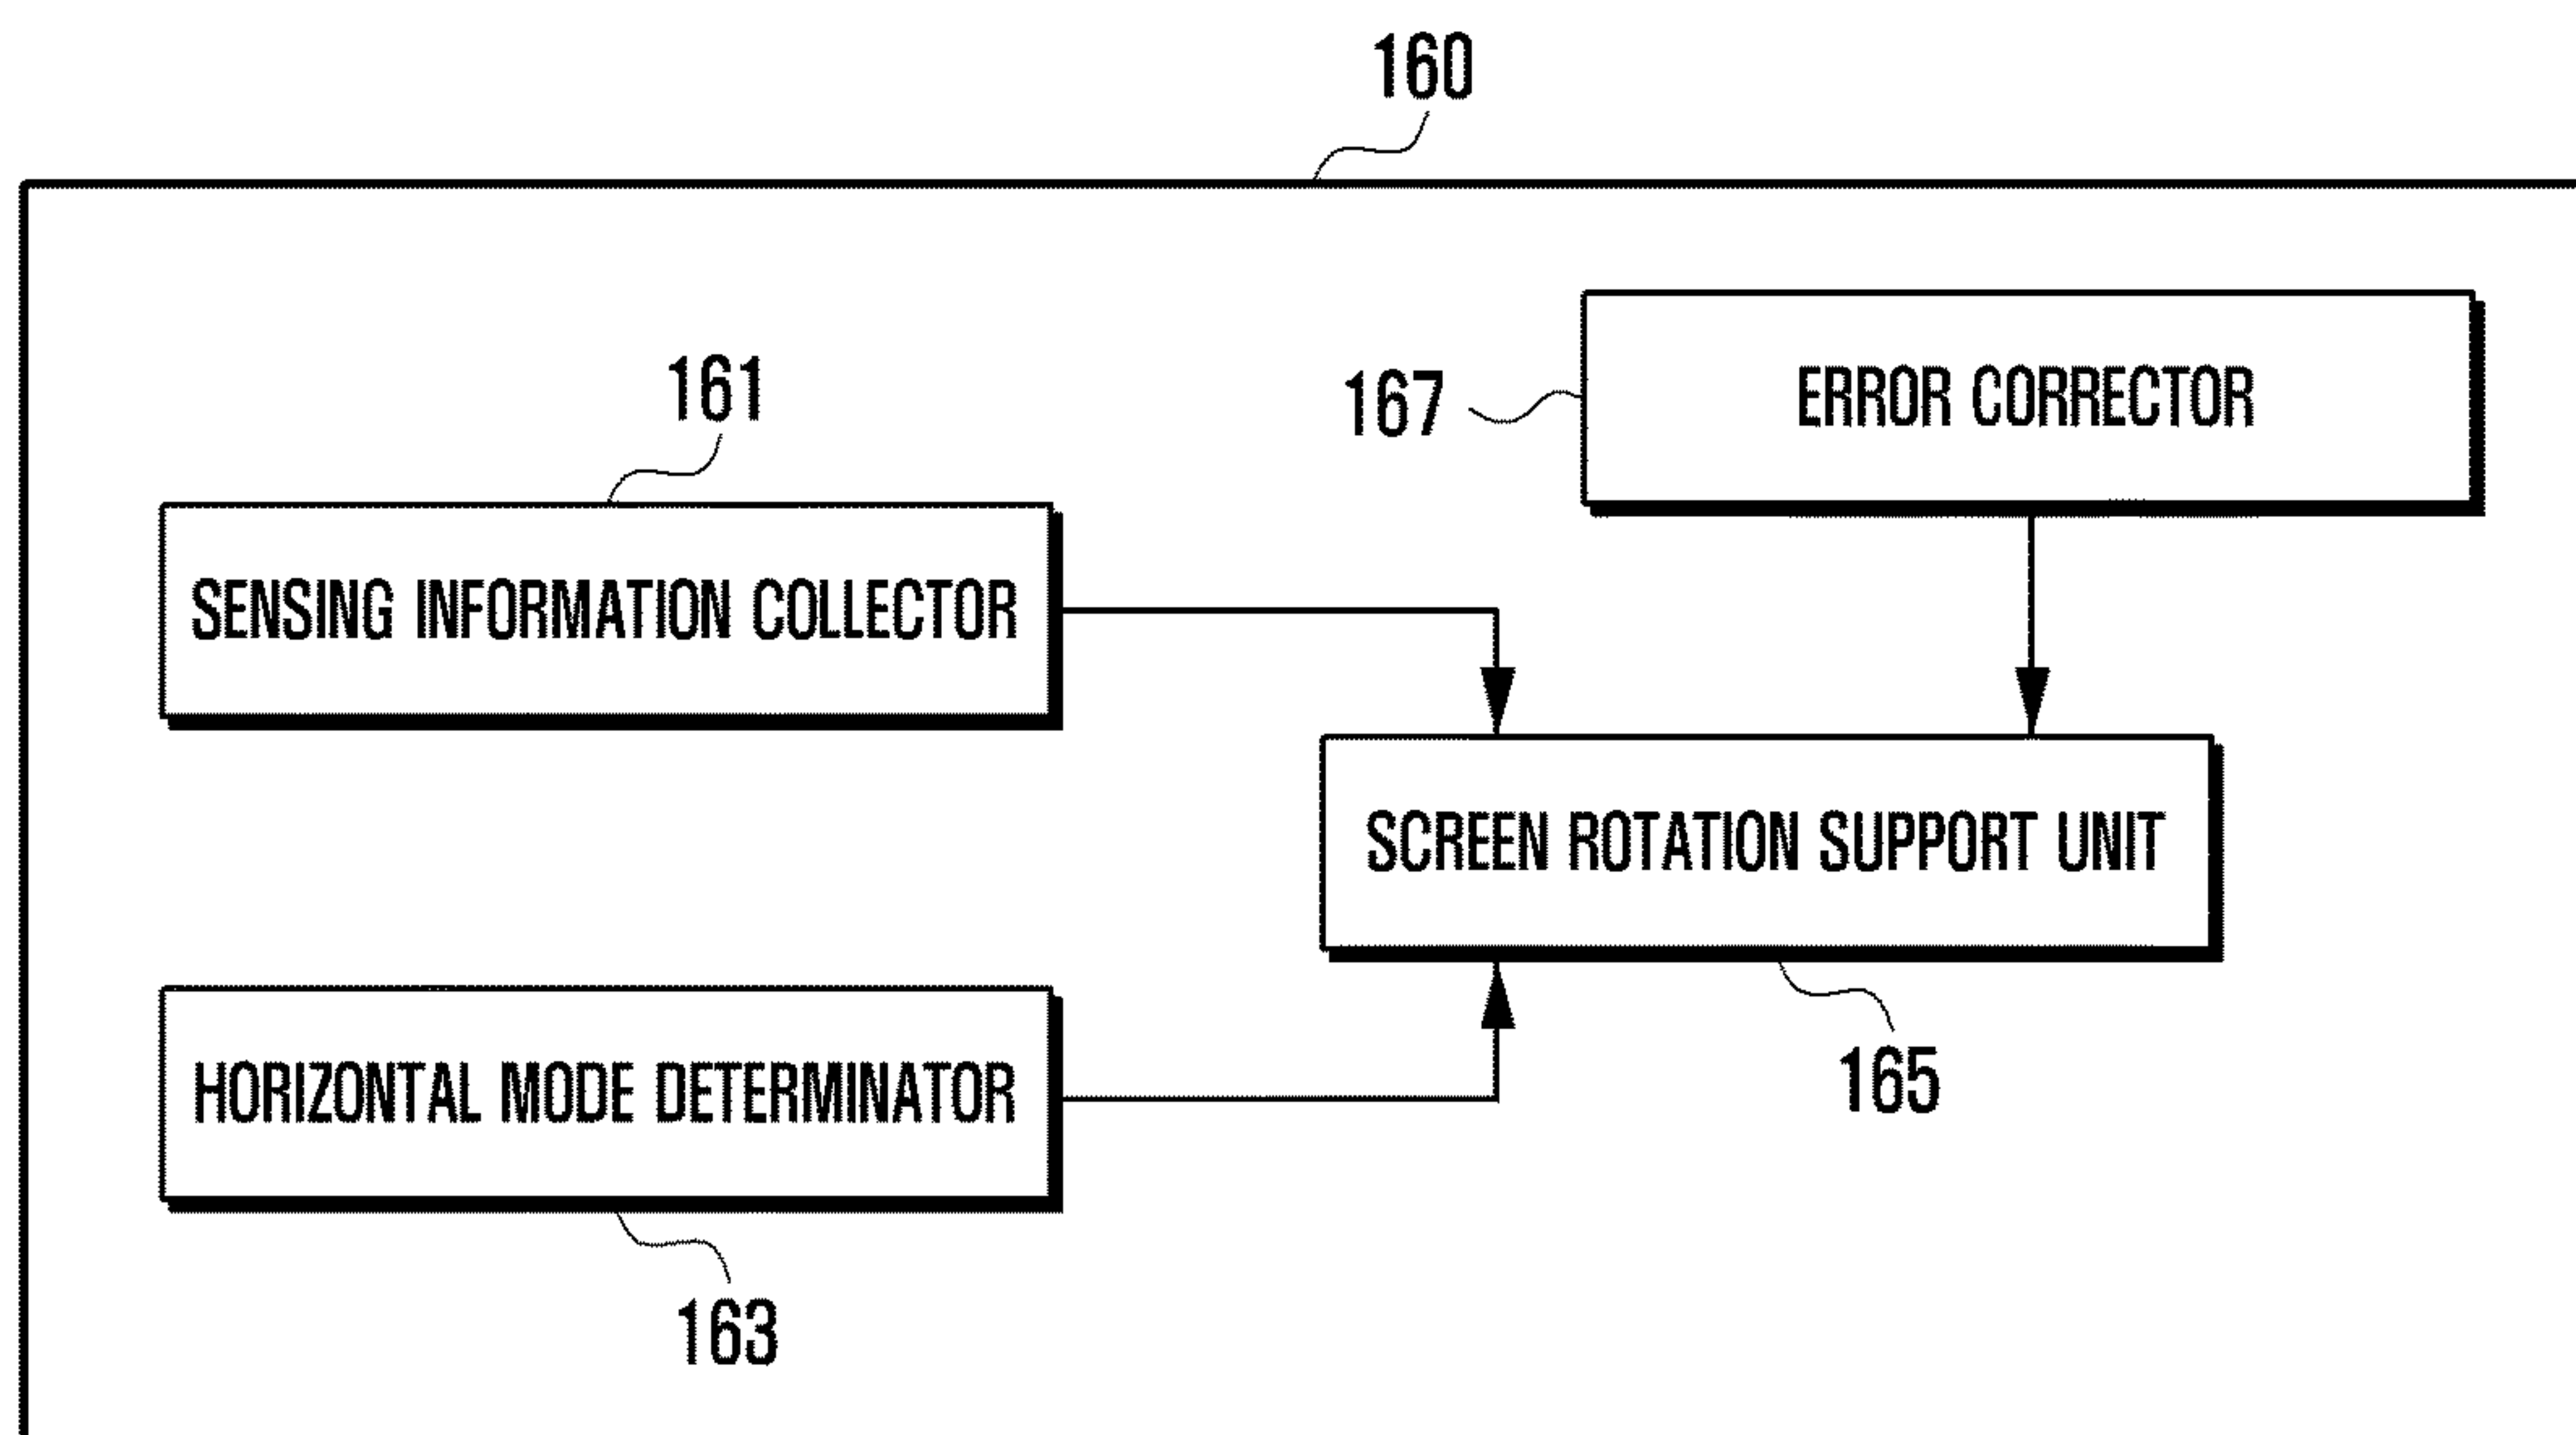 160
161
167
ERROR CORRECTOR
SENSING INFORMATION COLLECTOR
SCREEN ROTATION SUPPORT UNIT
HORIZONTAL MODE DETERMINATOR
165
163